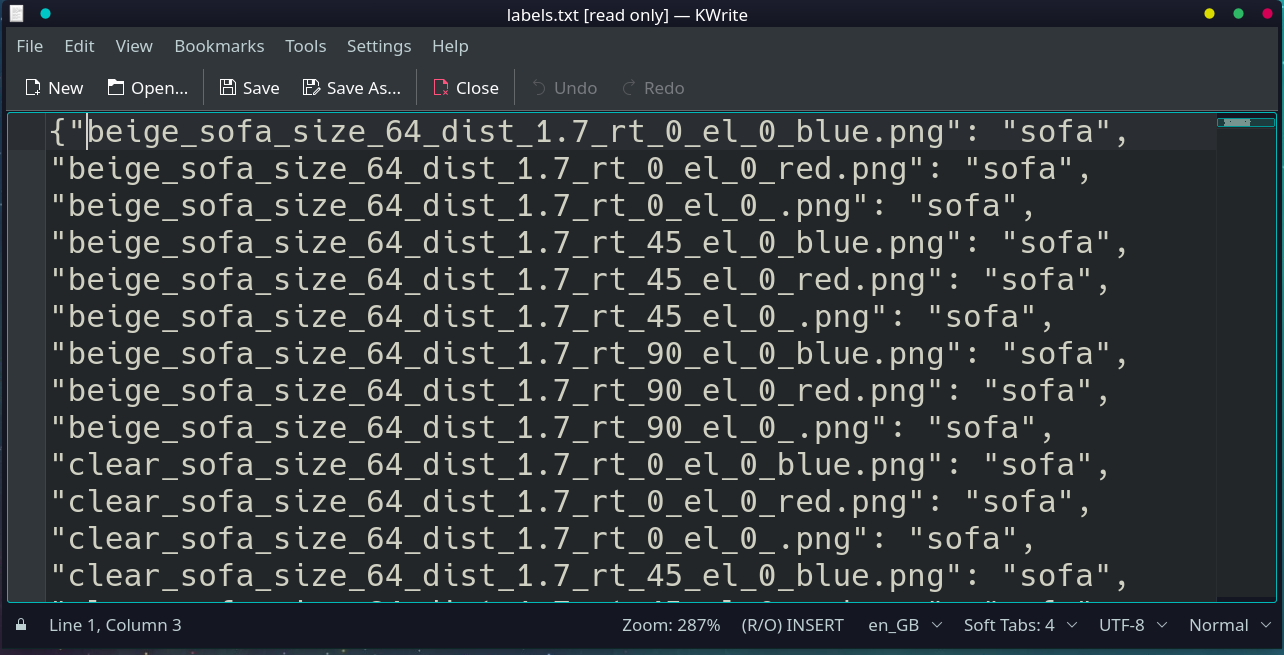 labels.txt [read only] — KWrite
File Edit View Bookmarks Tools Settings Help
New Open... Save Save As... Close Undo Redo
{"beige_sofa_size_64_dist_1.7_rt_0_el_0_blue.png": "sofa",
"beige_sofa_size_64_dist_1.7_rt_0_el_0_red.png": "sofa",
"beige_sofa_size_64_dist_1.7_rt_0_el_0_.png": "sofa",
"beige_sofa_size_64_dist_1.7_rt_45_el_0_blue.png": "sofa",
"beige_sofa_size_64_dist_1.7_rt_45_el_0_red.png": "sofa",
"beige_sofa_size_64_dist_1.7_rt_45_el_0_.png": "sofa",
"beige_sofa_size_64_dist_1.7_rt_90_el_0_blue.png": "sofa",
"beige_sofa_size_64_dist_1.7_rt_90_el_0_red.png": "sofa",
"beige_sofa_size_64_dist_1.7_rt_90_el_0_.png": "sofa",
"clear_sofa_size_64_dist_1.7_rt_0_el_0_blue.png": "sofa",
"clear_sofa_size_64_dist_1.7_rt_0_el_0_red.png": "sofa",
"clear_sofa_size_64_dist_1.7_rt_0_el_0_.png": "sofa",
"clear_sofa_size_64_dist_1.7_rt_45_el_0_blue.png": "sofa",
Line 1, Column 3 Zoom: 287% (R/O) INSERT en_GB Soft Tabs: 4 UTF-8 Normal